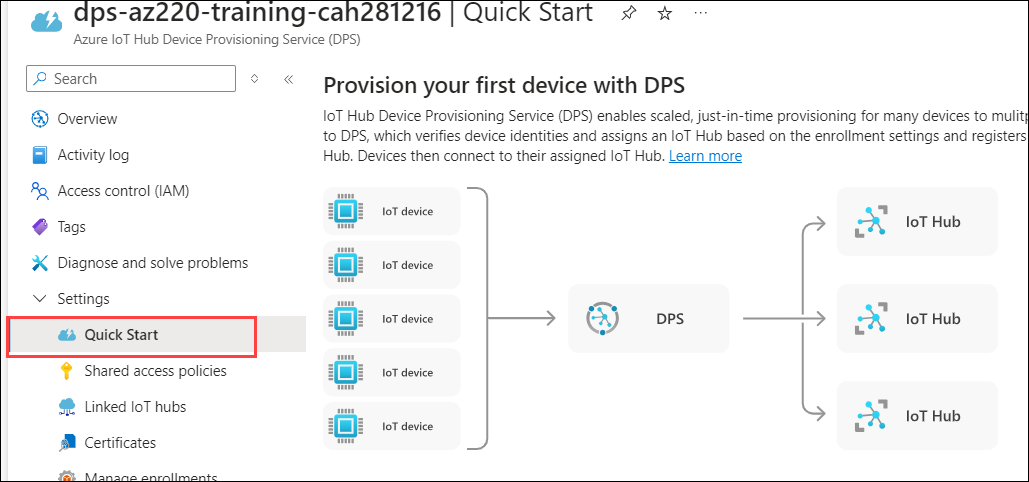 dps-az220-training-cah281216 | Quick Start
Azure IoT Hub Device Provisioning Service (DPS)
Search
Overview
Activity log
Access control (IAM)
Tags
Diagnose and solve problems
Settings
Quick Start
Shared access policies
Linked IoT hubs
Certificates
Manage enrollments
Provision your first device with DPS
IoT Hub Device Provisioning Service (DPS) enables scaled, just-in-time provisioning for many devices to mulitp
to DPS, which verifies device identities and assigns an IoT Hub based on the enrollment settings and registers
Hub. Devices then connect to their assigned IoT Hub. Learn more
IoT device
IoT device
IoT device
IoT device
IoT device
DPS
IoT Hub
IoT Hub
IoT Hub